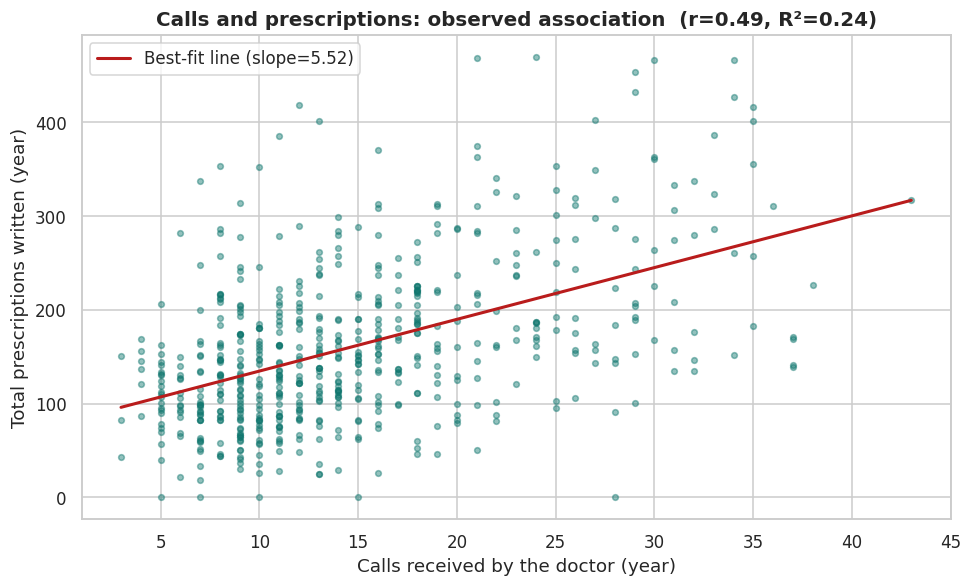 Calls and prescriptions: observed association (r=0.49, R²=0.24)
Best-fit line (slope=5.52)
Total prescriptions written (year)
400
300
200
100
0
5 10 15 20 25 30 35 40 45
Calls received by the doctor (year)